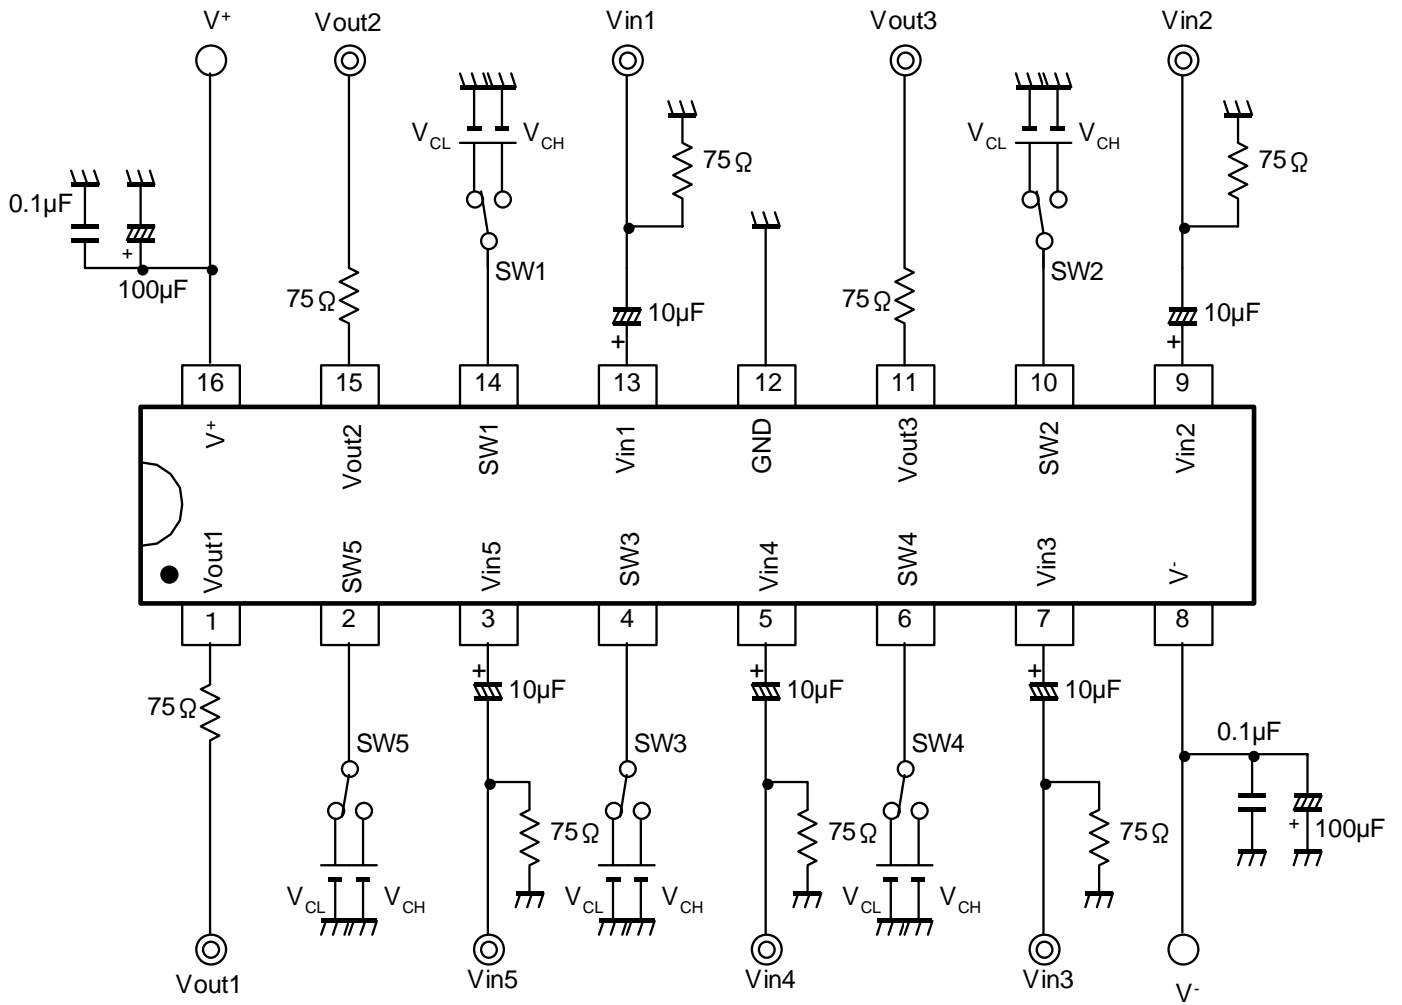 V+ Vout2 Vin1 Vout3 Vin2
VCL VCH VCL VCH
75Ω 75Ω
0.1µF
SW1 SW2
100µF 75Ω 10µF 75Ω 10µF
+ + +
16 15 14 13 12 11 10 9
V+ Vout2 SW1 Vin1 GND Vout3 SW2 Vin2
Vout1 SW5 Vin5 SW3 Vin4 SW4 Vin3 V-
1 2 3 4 5 6 7 8
+ + +
75Ω 10µF 10µF 10µF
SW5 SW3 SW4 0.1µF
75Ω 75Ω 75Ω + 100µF
VCL VCH VCL VCH VCL VCH
Vout1 Vin5 Vin4 Vin3 V-